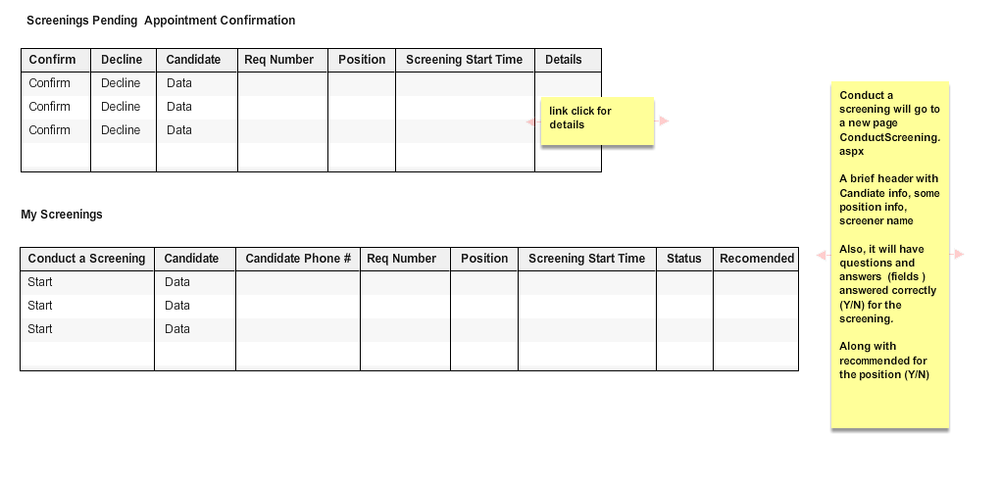 Screenings Pending  Appointment Confirmation
Confirm Decline Candidate Req Number Position Screening Start Time Details
Confirm Decline Data
Confirm Decline Data
Confirm Decline Data
link click for
details
My Screenings
Conduct a Screening Candidate Candidate Phone # Req Number Position Screening Start Time Status Recomended
Start Data
Start Data
Start Data
Conduct a
screening will go to
a new page
ConductScreening.
aspx
A brief header with
Candiate info, some
position info,
screener name
Also, it will have
questions and
answers  (fields )
answered correctly
(Y/N) for the
screening.
Along with
recommended for
the position (Y/N)